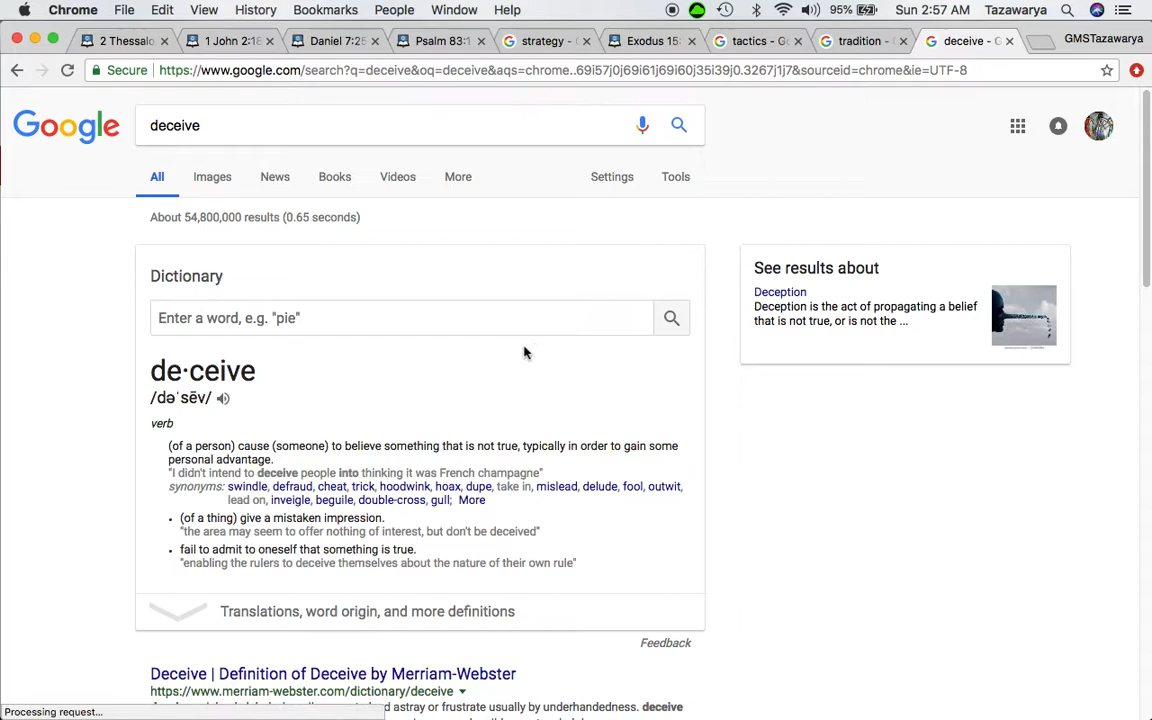 Chrome File Edit View History Bookmarks People Window Help 95% Sun 2:57 AM Tazawarya
2 Thessalo 1 John 2:18 Daniel 7:25 Psalm 83:1 strategy - G Exodus 15: tactics - Go tradition - deceive - G GMSTazawarya
Secure https://www.google.com/search?q=deceive&oq=deceive&aqs=chrome..69i57j69i61j69i60j35i39j0.3267j1j7&sourceid=chrome&ie=UTF-8
Google
deceive
All Images News Books Videos More Settings Tools
About 54,800,000 results (0.65 seconds)
Dictionary
Enter a word, e.g. "pie"
de·ceive
/dəˈsēv/
verb
(of a person) cause (someone) to believe something that is not true, typically in order to gain some
personal advantage.
"I didn't intend to deceive people into thinking it was French champagne"
synonyms: swindle, defraud, cheat, trick, hoodwink, hoax, dupe, take in, mislead, delude, fool, outwit,
lead on, inveigle, beguile, double-cross, gull; More
• (of a thing) give a mistaken impression.
"the area may seem to offer nothing of interest, but don't be deceived"
• fail to admit to oneself that something is true.
"enabling the rulers to deceive themselves about the nature of their own rule"
Translations, word origin, and more definitions
Feedback
Deceive | Definition of Deceive by Merriam-Webster
https://www.merriam-webster.com/dictionary/deceive
astray or frustrate usually by underhandedness. deceive
Processing request...
See results about
Deception
Deception is the act of propagating a belief
that is not true, or is not the ...